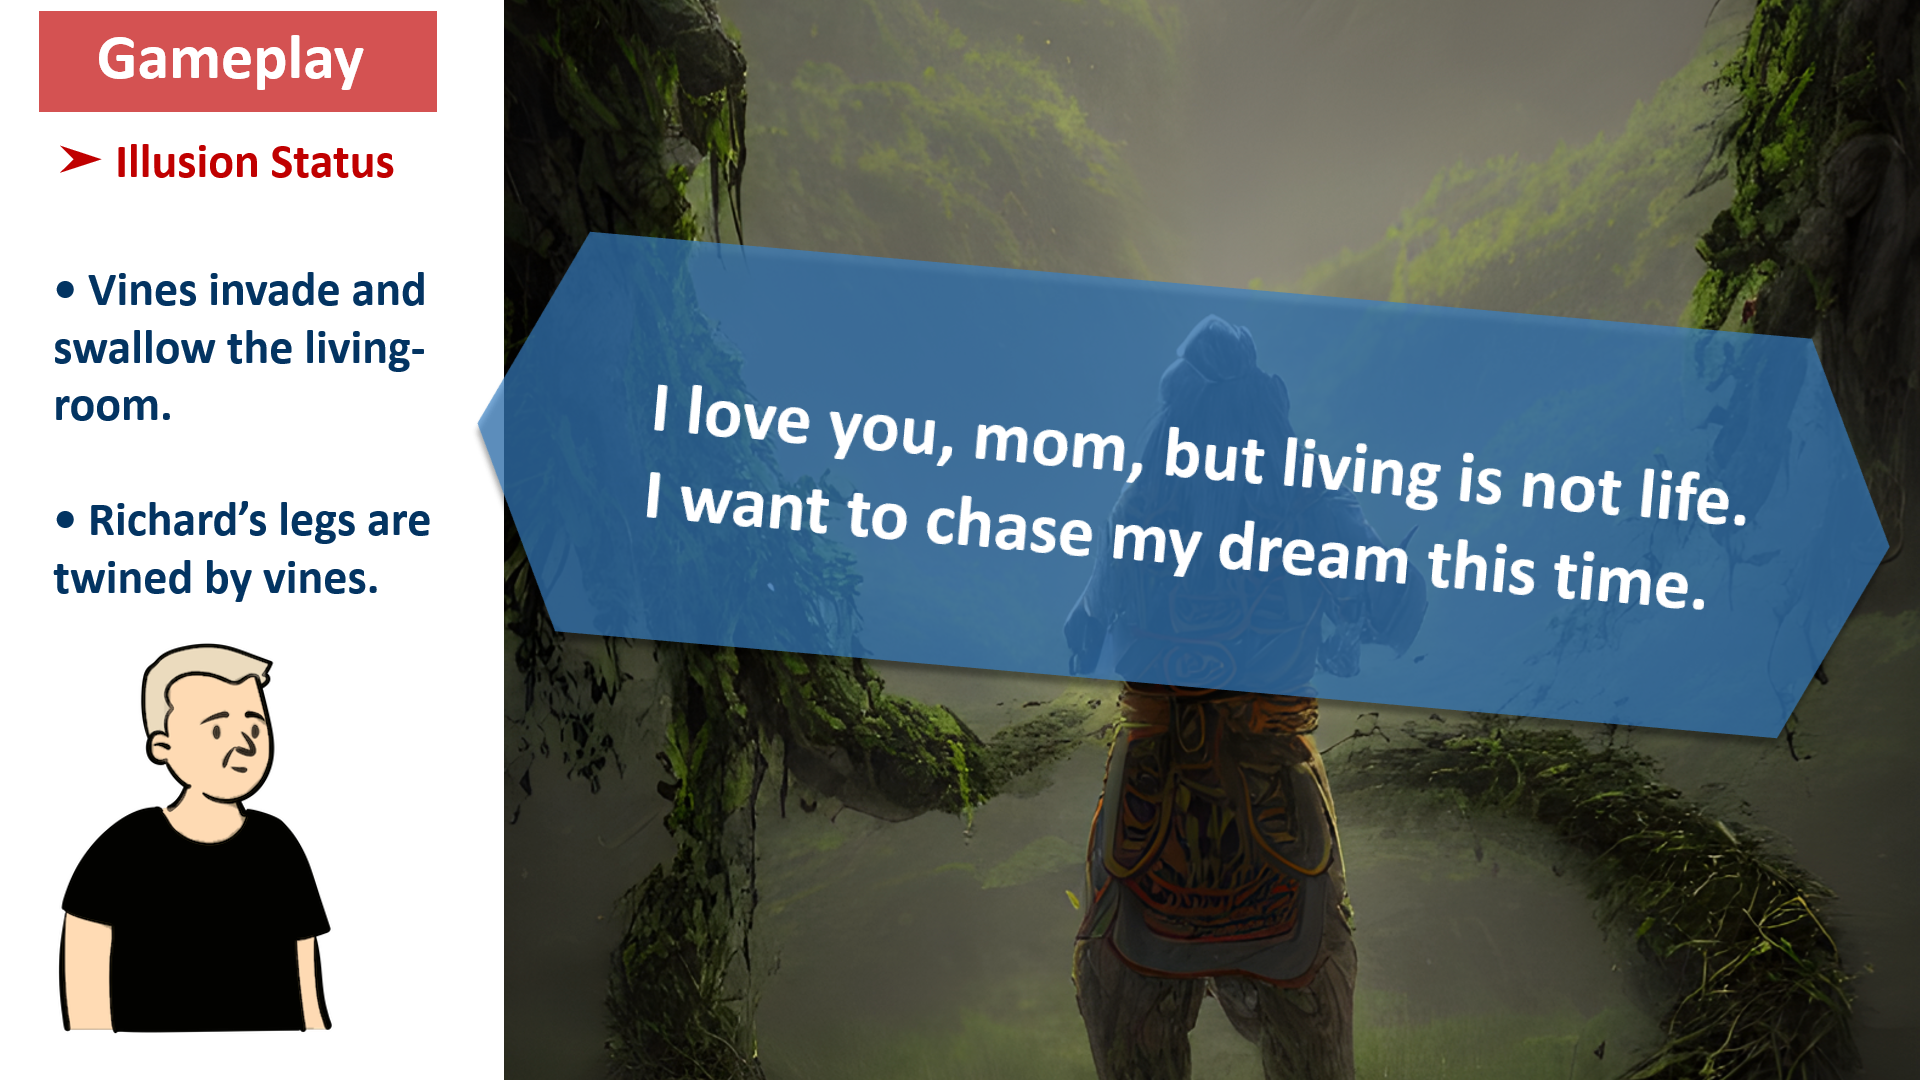 Gameplay
➤ Illusion Status
• Vines invade and
swallow the living-
room.
• Richard’s legs are
twined by vines.
I love you, mom, but living is not life.
I want to chase my dream this time.